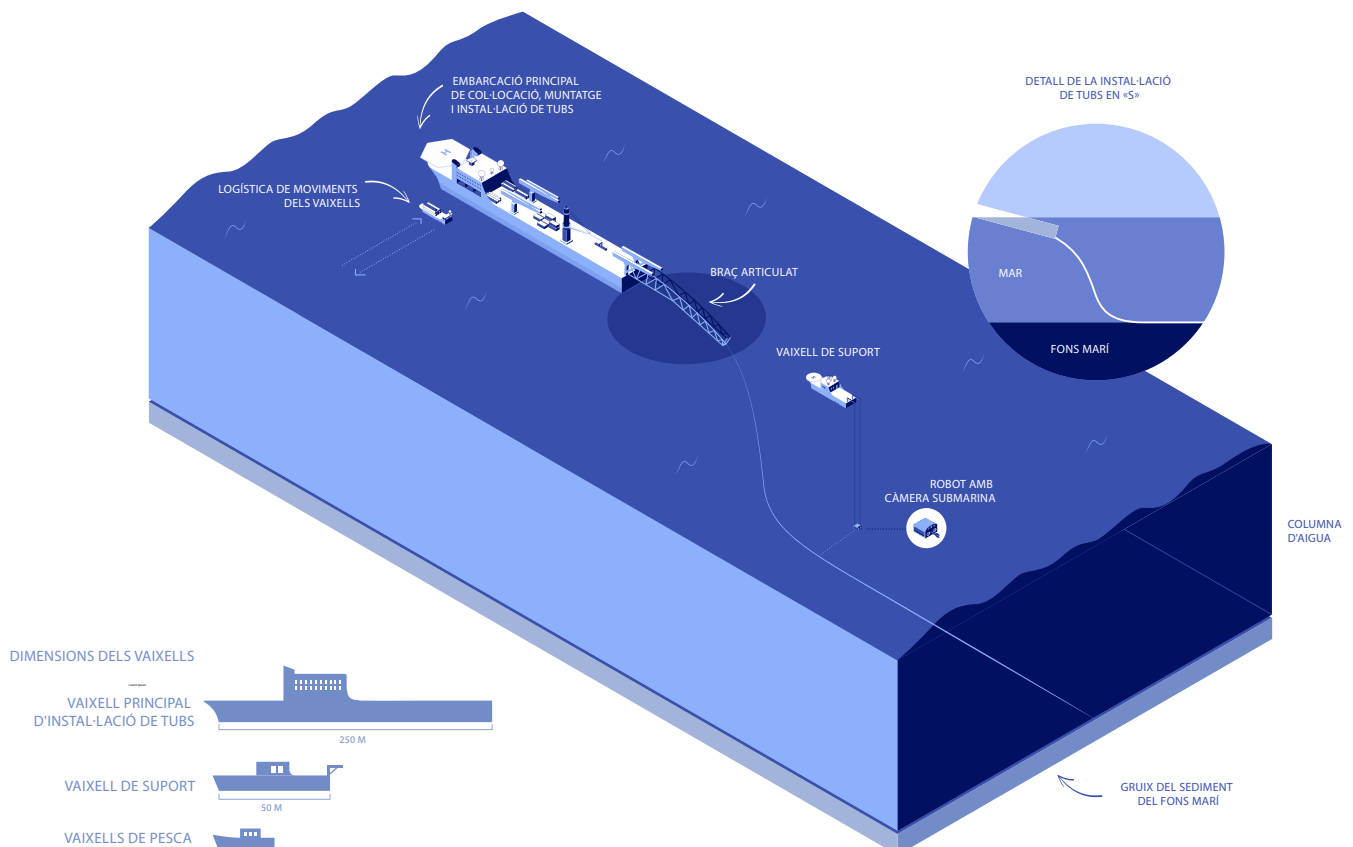 EMBARCACIÓ PRINCIPAL
DE COL·LOCACIÓ, MUNTATGE
I INSTAL·LACIÓ DE TUBS
DETALL DE LA INSTAL·LACIÓ
DE TUBS EN «S»
LOGÍSTICA DE MOVIMENTS
DELS VAIXELLS
BRAÇ ARTICULAT
MAR
FONS MARÍ
VAIXELL DE SUPORT
ROBOT AMB
CÀMERA SUBMARINA
COLUMNA
D'AIGUA
GRUIX DEL SEDIMENT
DEL FONS MARÍ
DIMENSIONS DELS VAIXELLS
VAIXELL PRINCIPAL
D'INSTAL·LACIÓ DE TUBS
250 M
VAIXELL DE SUPORT
50 M
VAIXELLS DE PESCA